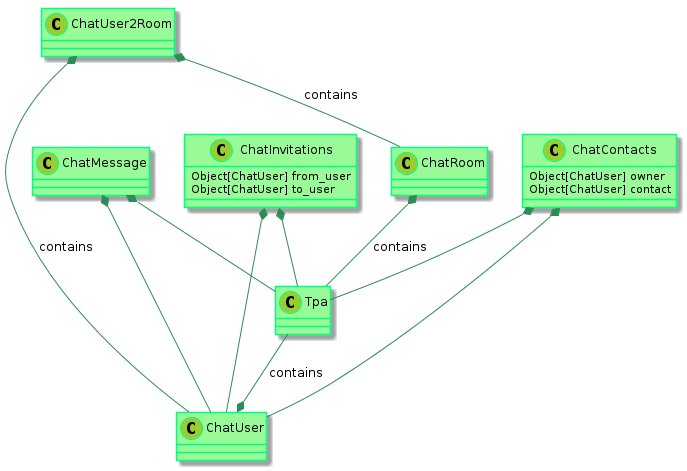 C ChatUser2Room
contains
C ChatMessage
C ChatInvitations
Object[ChatUser] from_user
Object[ChatUser] to_user
C ChatRoom
C ChatContacts
Object[ChatUser] owner
Object[ChatUser] contact
contains
contains
C Tpa
contains
C ChatUser